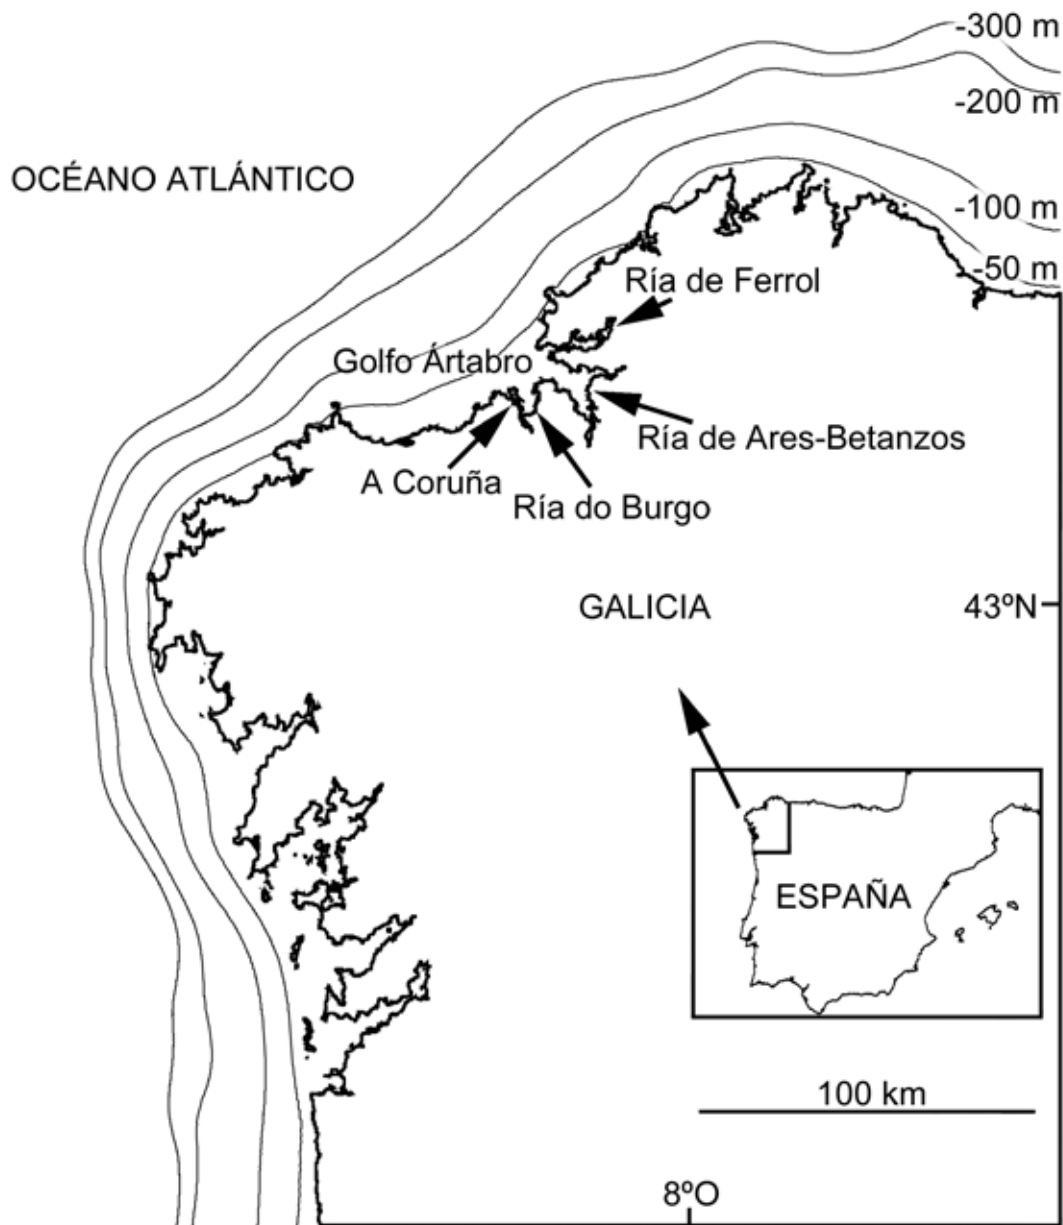 -300 m
-200 m
OCÉANO ATLÁNTICO
-100 m
-50 m
Ría de Ferrol
Golfo Ártabro
Ría de Ares-Betanzos
A Coruña
Ría do Burgo
GALICIA
43ºN
ESPAÑA
100 km
8ºO